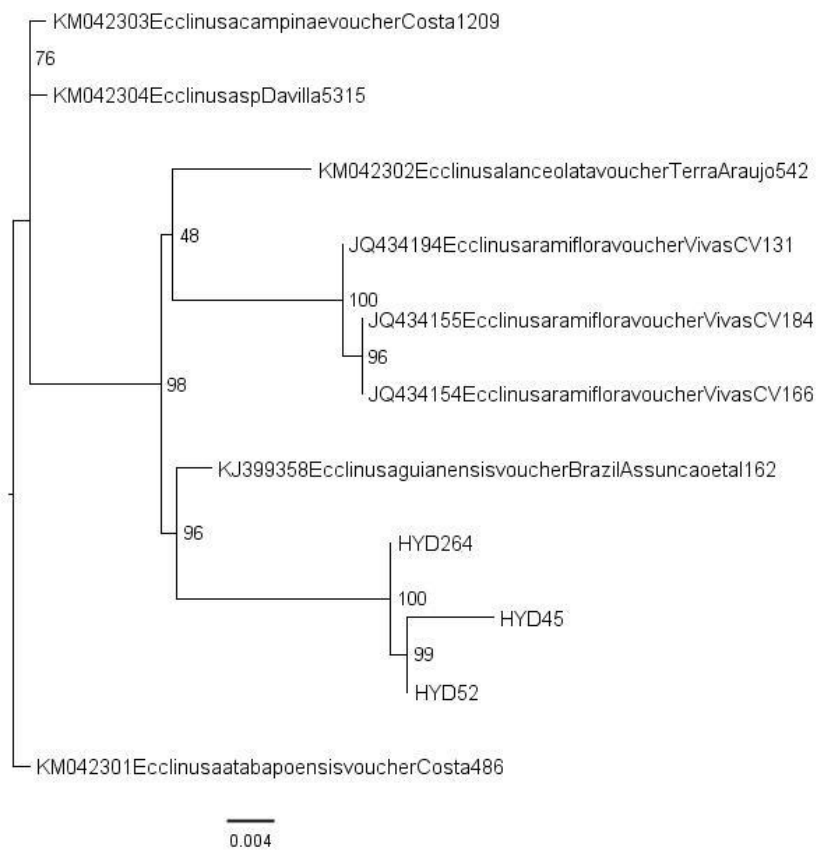 KM042303EcclinusacampinaevoucherCosta1209
76
KM042304EcclinusaspDavilla5315
KM042302EcclinusalanceolatavoucherTerraAraujo542
48
JQ434194EcclinusaramifloravoucherVivasCV131
100
JQ434155EcclinusaramifloravoucherVivasCV184
96
98
JQ434154EcclinusaramifloravoucherVivasCV166
KJ399358EcclinusaguianensisvoucherBrazilAssuncaoetal162
96
HYD264
100
HYD45
99
HYD52
KM042301EcclinusaatabapoensisvoucherCosta486
0.004